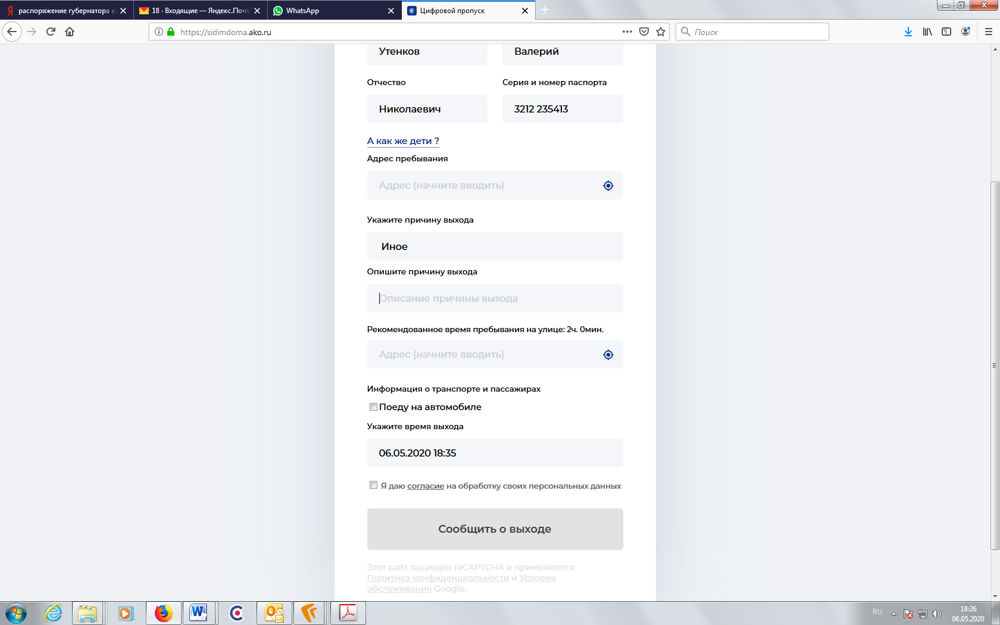 распоряжение губернатора к
18 · Входящие — Яндекс.Почт
WhatsApp
Цифровой пропуск
https://sidimdoma.ako.ru
Поиск
Утенков
Валерий
Отчество
Серия и номер паспорта
Николаевич
3212 235413
А как же дети ?
Адрес пребывания
Адрес (начните вводить)
Укажите причину выхода
Иное
Опишите причину выхода
Описание причины выхода
Рекомендованное время пребывания на улице: 2ч. 0мин.
Адрес (начните вводить)
Информация о транспорте и пассажирах
Поеду на автомобиле
Укажите время выхода
06.05.2020 18:35
Я даю согласие на обработку своих персональных данных
Сообщить о выходе
Этот сайт защищен reCAPTCHA и применяются
Политика конфиденциальности и Условия
обслуживания Google.
RU
18:26
06.05.2020